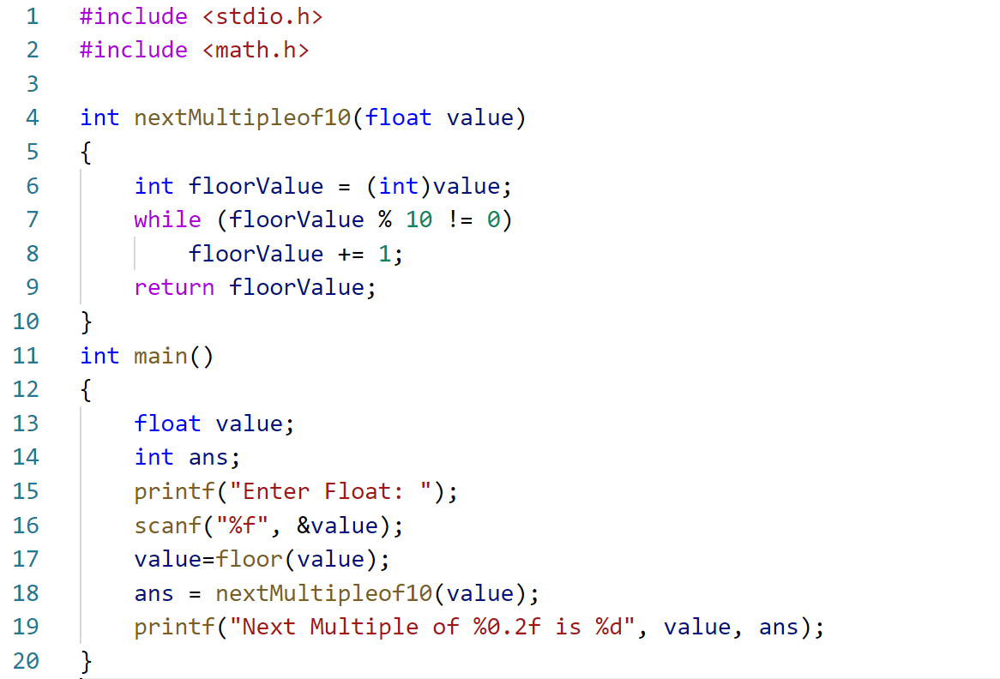 1 #include <stdio.h>
2 #include <math.h>
3
4 int nextMultipleof10(float value)
5 {
6     int floorValue = (int)value;
7     while (floorValue % 10 != 0)
8         floorValue += 1;
9     return floorValue;
10 }
11 int main()
12 {
13     float value;
14     int ans;
15     printf("Enter Float: ");
16     scanf("%f", &value);
17     value=floor(value);
18     ans = nextMultipleof10(value);
19     printf("Next Multiple of %0.2f is %d", value, ans);
20 }